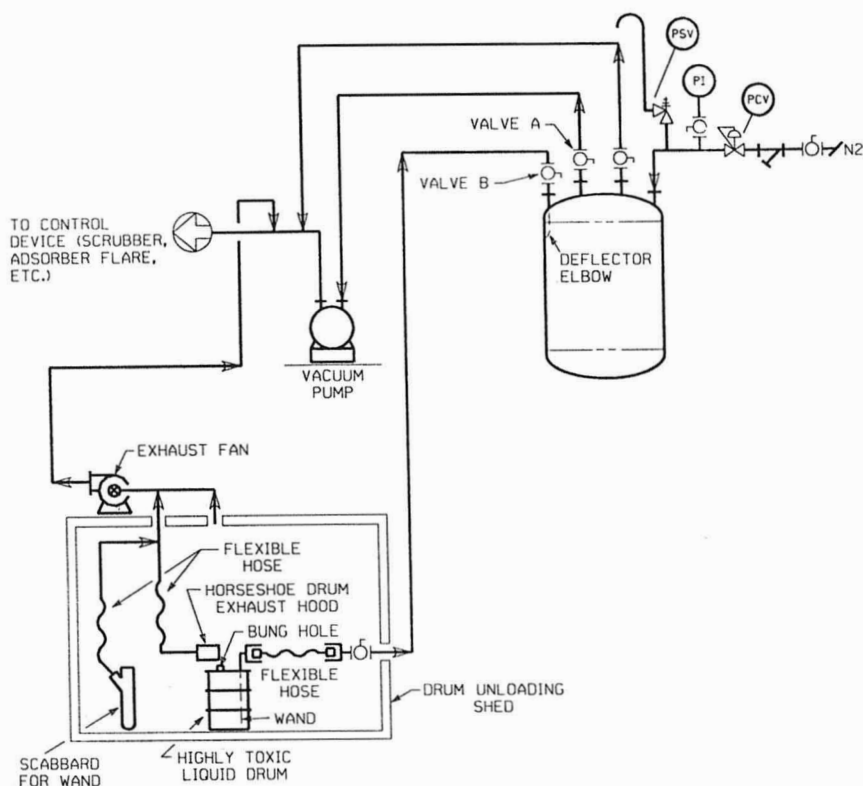 PSV
PI
PCV
N2
VALVE A
VALVE B
TO CONTROL
DEVICE (SCRUBBER,
ADSORBER FLARE,
ETC.)
DEFLECTOR
ELBOW
VACUUM
PUMP
EXHAUST FAN
FLEXIBLE
HOSE
HORSESHOE DRUM
EXHAUST HOOD
BUNG HOLE
FLEXIBLE
HOSE
WAND
DRUM UNLOADING
SHED
SCABBARD
FOR WAND
HIGHLY TOXIC
LIQUID DRUM